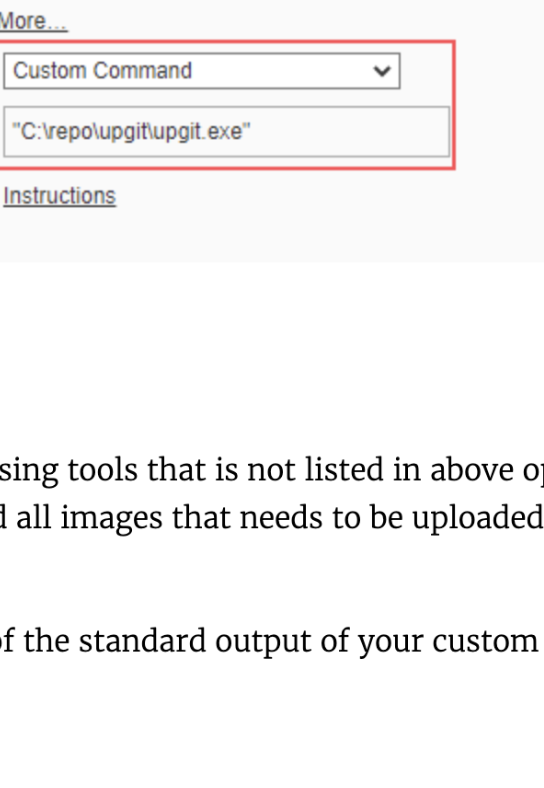 More...
Custom Command
"C:\repo\upgit\upgit.exe"
Instructions
sing tools that is not listed in above
all images that needs to be uploaded
of the standard output of your custom